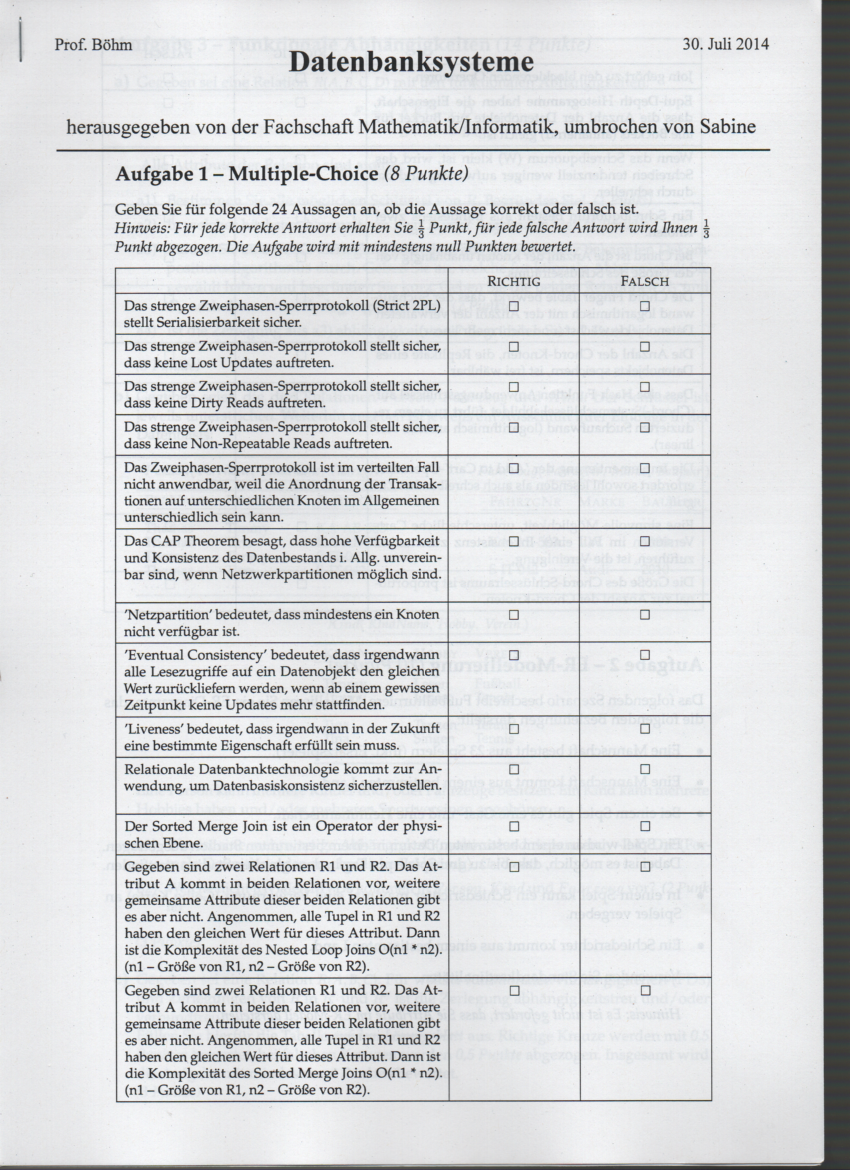 Prof. Böhm
30. Juli 2014
Datenbanksysteme
herausgegeben von der Fachschaft Mathematik/Informatik, umbrochen von Sabine
Aufgabe 1 – Multiple-Choice (8 Punkte)
Geben Sie für folgende 24 Aussagen an, ob die Aussage korrekt oder falsch ist.
Hinweis: Für jede korrekte Antwort erhalten Sie 1/3 Punkt, für jede falsche Antwort wird Ihnen 1/3
Punkt abgezogen. Die Aufgabe wird mit mindestens null Punkten bewertet.
RICHTIG FALSCH
Das strenge Zweiphasen-Sperrprotokoll (Strict 2PL)
stellt Serialisierbarkeit sicher.
Das strenge Zweiphasen-Sperrprotokoll stellt sicher,
dass keine Lost Updates auftreten.
Das strenge Zweiphasen-Sperrprotokoll stellt sicher,
das keine Dirty Reads auftreten.
Das strenge Zweiphasen-Sperrprotokoll stellt sicher,
dass keine Non-Repeatable Reads auftreten.
Das Zweiphasen-Sperrprotokoll ist im verteilten Fall
nicht anwendbar, weil die Anordnung der Transak-
tionen auf unterschiedlichen Knoten im Allgemeinen
unterschiedlich sein kann.
Das CAP Theorem besagt, dass hohe Verfügbarkeit
und Konsistenz des Datenbestands i. Allg. unverein-
bar sind, wenn Netzwerkpartitionen möglich sind.
'Netzpartition' bedeutet, dass mindestens ein Knoten
nicht verfügbar ist.
'Eventual Consistency' bedeutet, dass irgendwann
alle Lesezugriffe auf ein Datenobjekt den gleichen
Wert zurückliefern werden, wenn ab einem gewissen
Zeitpunkt keine Updates mehr stattfinden.
'Liveness' bedeutet, dass irgendwann in der Zukunft
eine bestimmte Eigenschaft erfüllt sein muss.
Relationale Datenbanktechnologie kommt zur An-
wendung, um Datenbasiskonsistenz sicherzustellen.
Der Sorted Merge Join ist ein Operator der physi-
schen Ebene.
Gegeben sind zwei Relationen R1 und R2. Das At-
tribut A kommt in beiden Relationen vor, weitere
gemeinsame Attribute dieser beiden Relationen gibt
es aber nicht. Angenommen, alle Tupel in R1 und R2
haben den gleichen Wert für dieses Attribut. Dann
ist die Komplexität des Nested Loop Joins O(n1 * n2).
(n1 – Größe von R1, n2 – Größe von R2).
Gegeben sind zwei Relationen R1 und R2. Das At-
tribut A kommt in beiden Relationen vor, weitere
gemeinsame Attribute dieser beiden Relationen gibt
es aber nicht. Angenommen, alle Tupel in R1 und R2
haben den gleichen Wert für dieses Attribut. Dann ist
die Komplexität des Sorted Merge Joins O(n1 * n2).
(n1 – Größe von R1, n2 – Größe von R2).